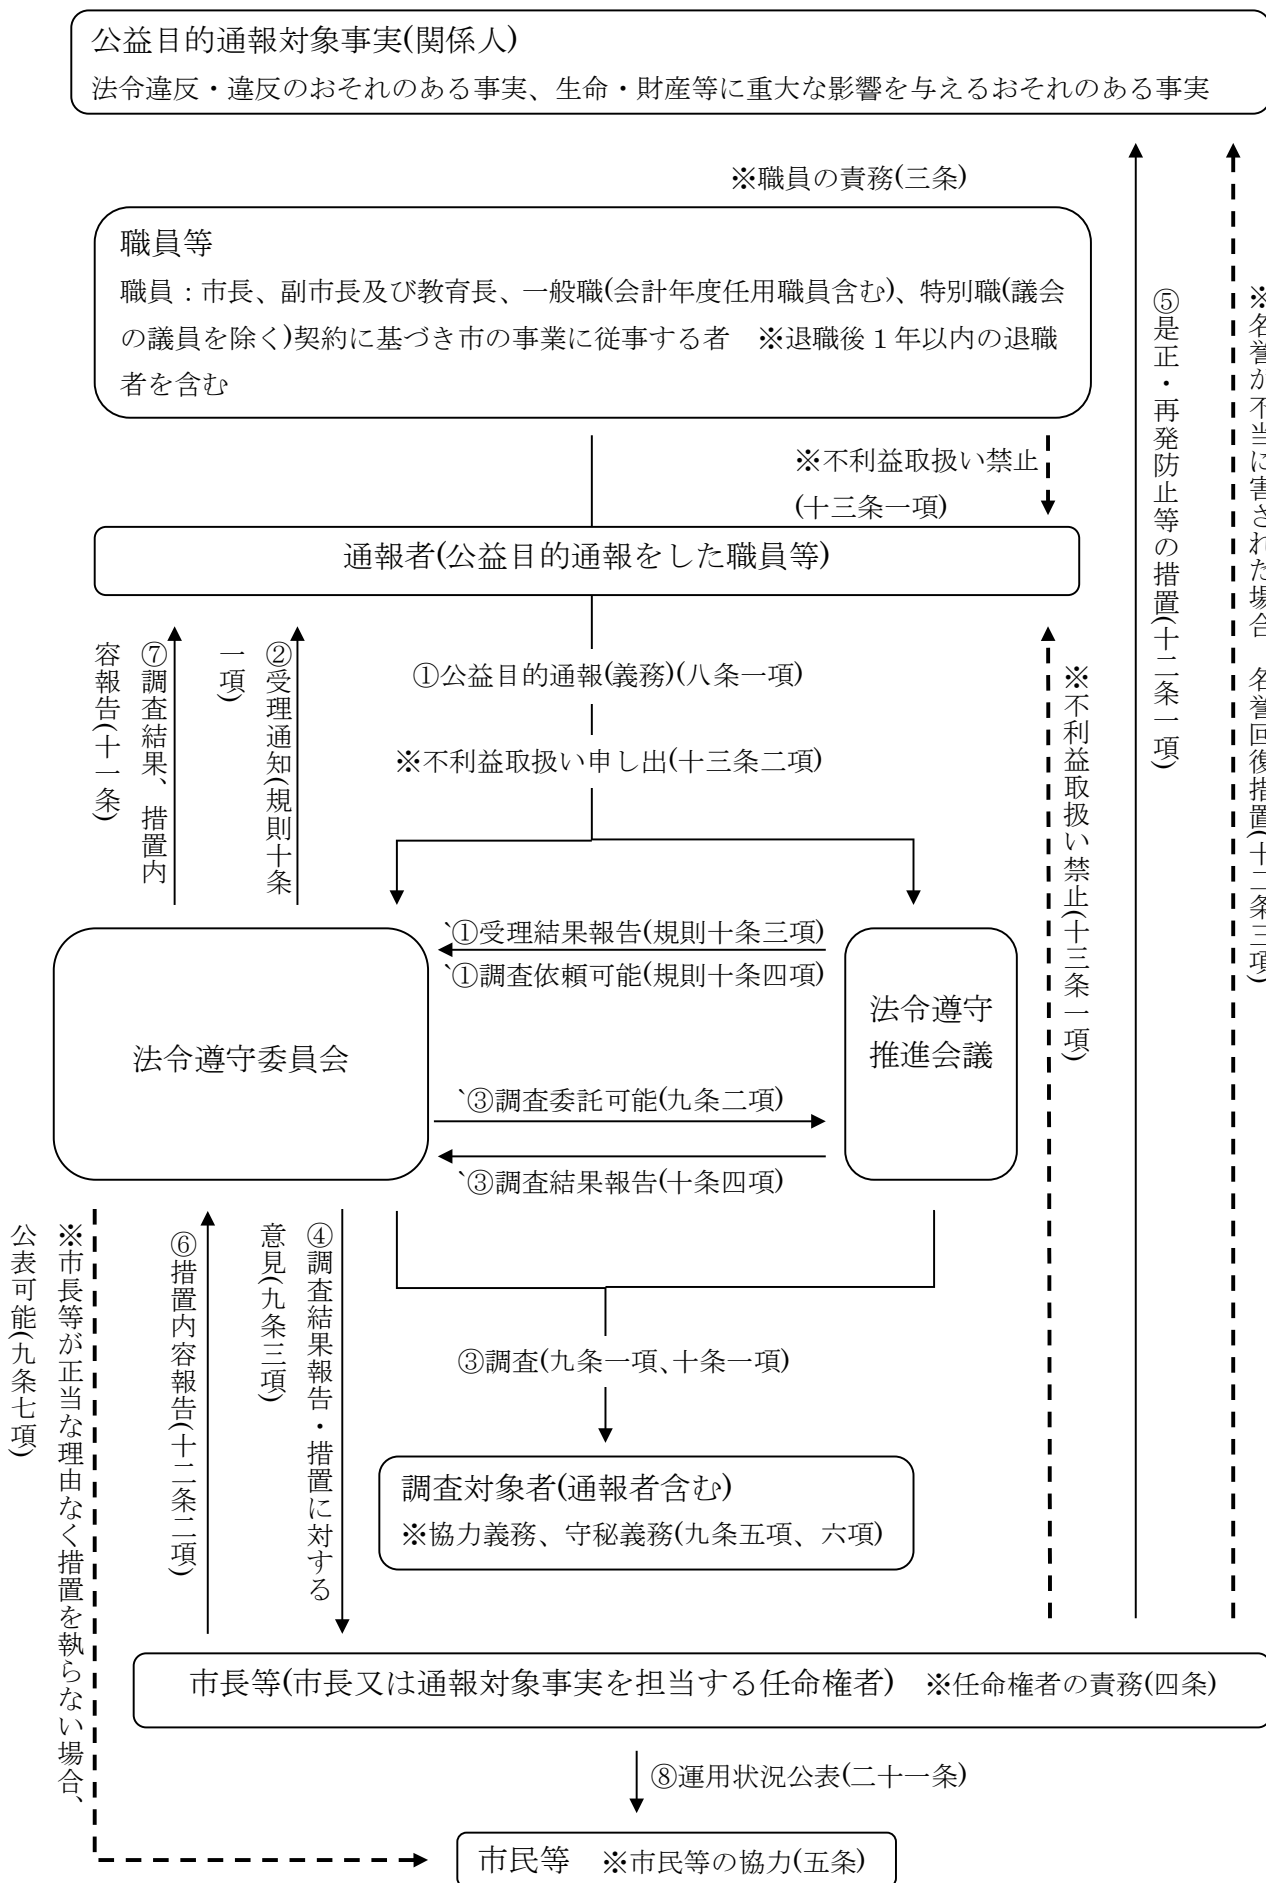 公益目的通報対象事実(関係人)
法令違反・違反のおそれのある事実、生命・財産等に重大な影響を与えるおそれのある事実
※職員の責務(三条)
職員等
職員：市長、副市長及び教育長、一般職(会計年度任用職員含む)、特別職(議会
の議員を除く)契約に基づき市の事業に従事する者　※退職後１年以内の退職
者を含む
※不利益取扱い禁止
(十三条一項)
通報者(公益目的通報をした職員等)
⑤是正・再発防止等の措置(十二条一項)
※名誉が不当に害された場合　名誉回復措置(十二条三項)
⑦調査結果、措置内
容報告(十一条)
②受理通知(規則十条
一項)
①公益目的通報(義務)(八条一項)
※不利益取扱い申し出(十三条二項)
※不利益取扱い禁止(十三条一項)
`①受理結果報告(規則十条三項)
`①調査依頼可能(規則十条四項)
法令遵守委員会
法令遵守
推進会議
`③調査委託可能(九条二項)
`③調査結果報告(十条四項)
※市長等が正当な理由なく措置を執らない場合、
公表可能(九条七項)
⑥措置内容報告(十二条二項)
④調査結果報告・措置に対する
意見(九条三項)
③調査(九条一項、十条一項)
調査対象者(通報者含む)
※協力義務、守秘義務(九条五項、六項)
市長等(市長又は通報対象事実を担当する任命権者)　※任命権者の責務(四条)
⑧運用状況公表(二十一条)
市民等　※市民等の協力(五条)